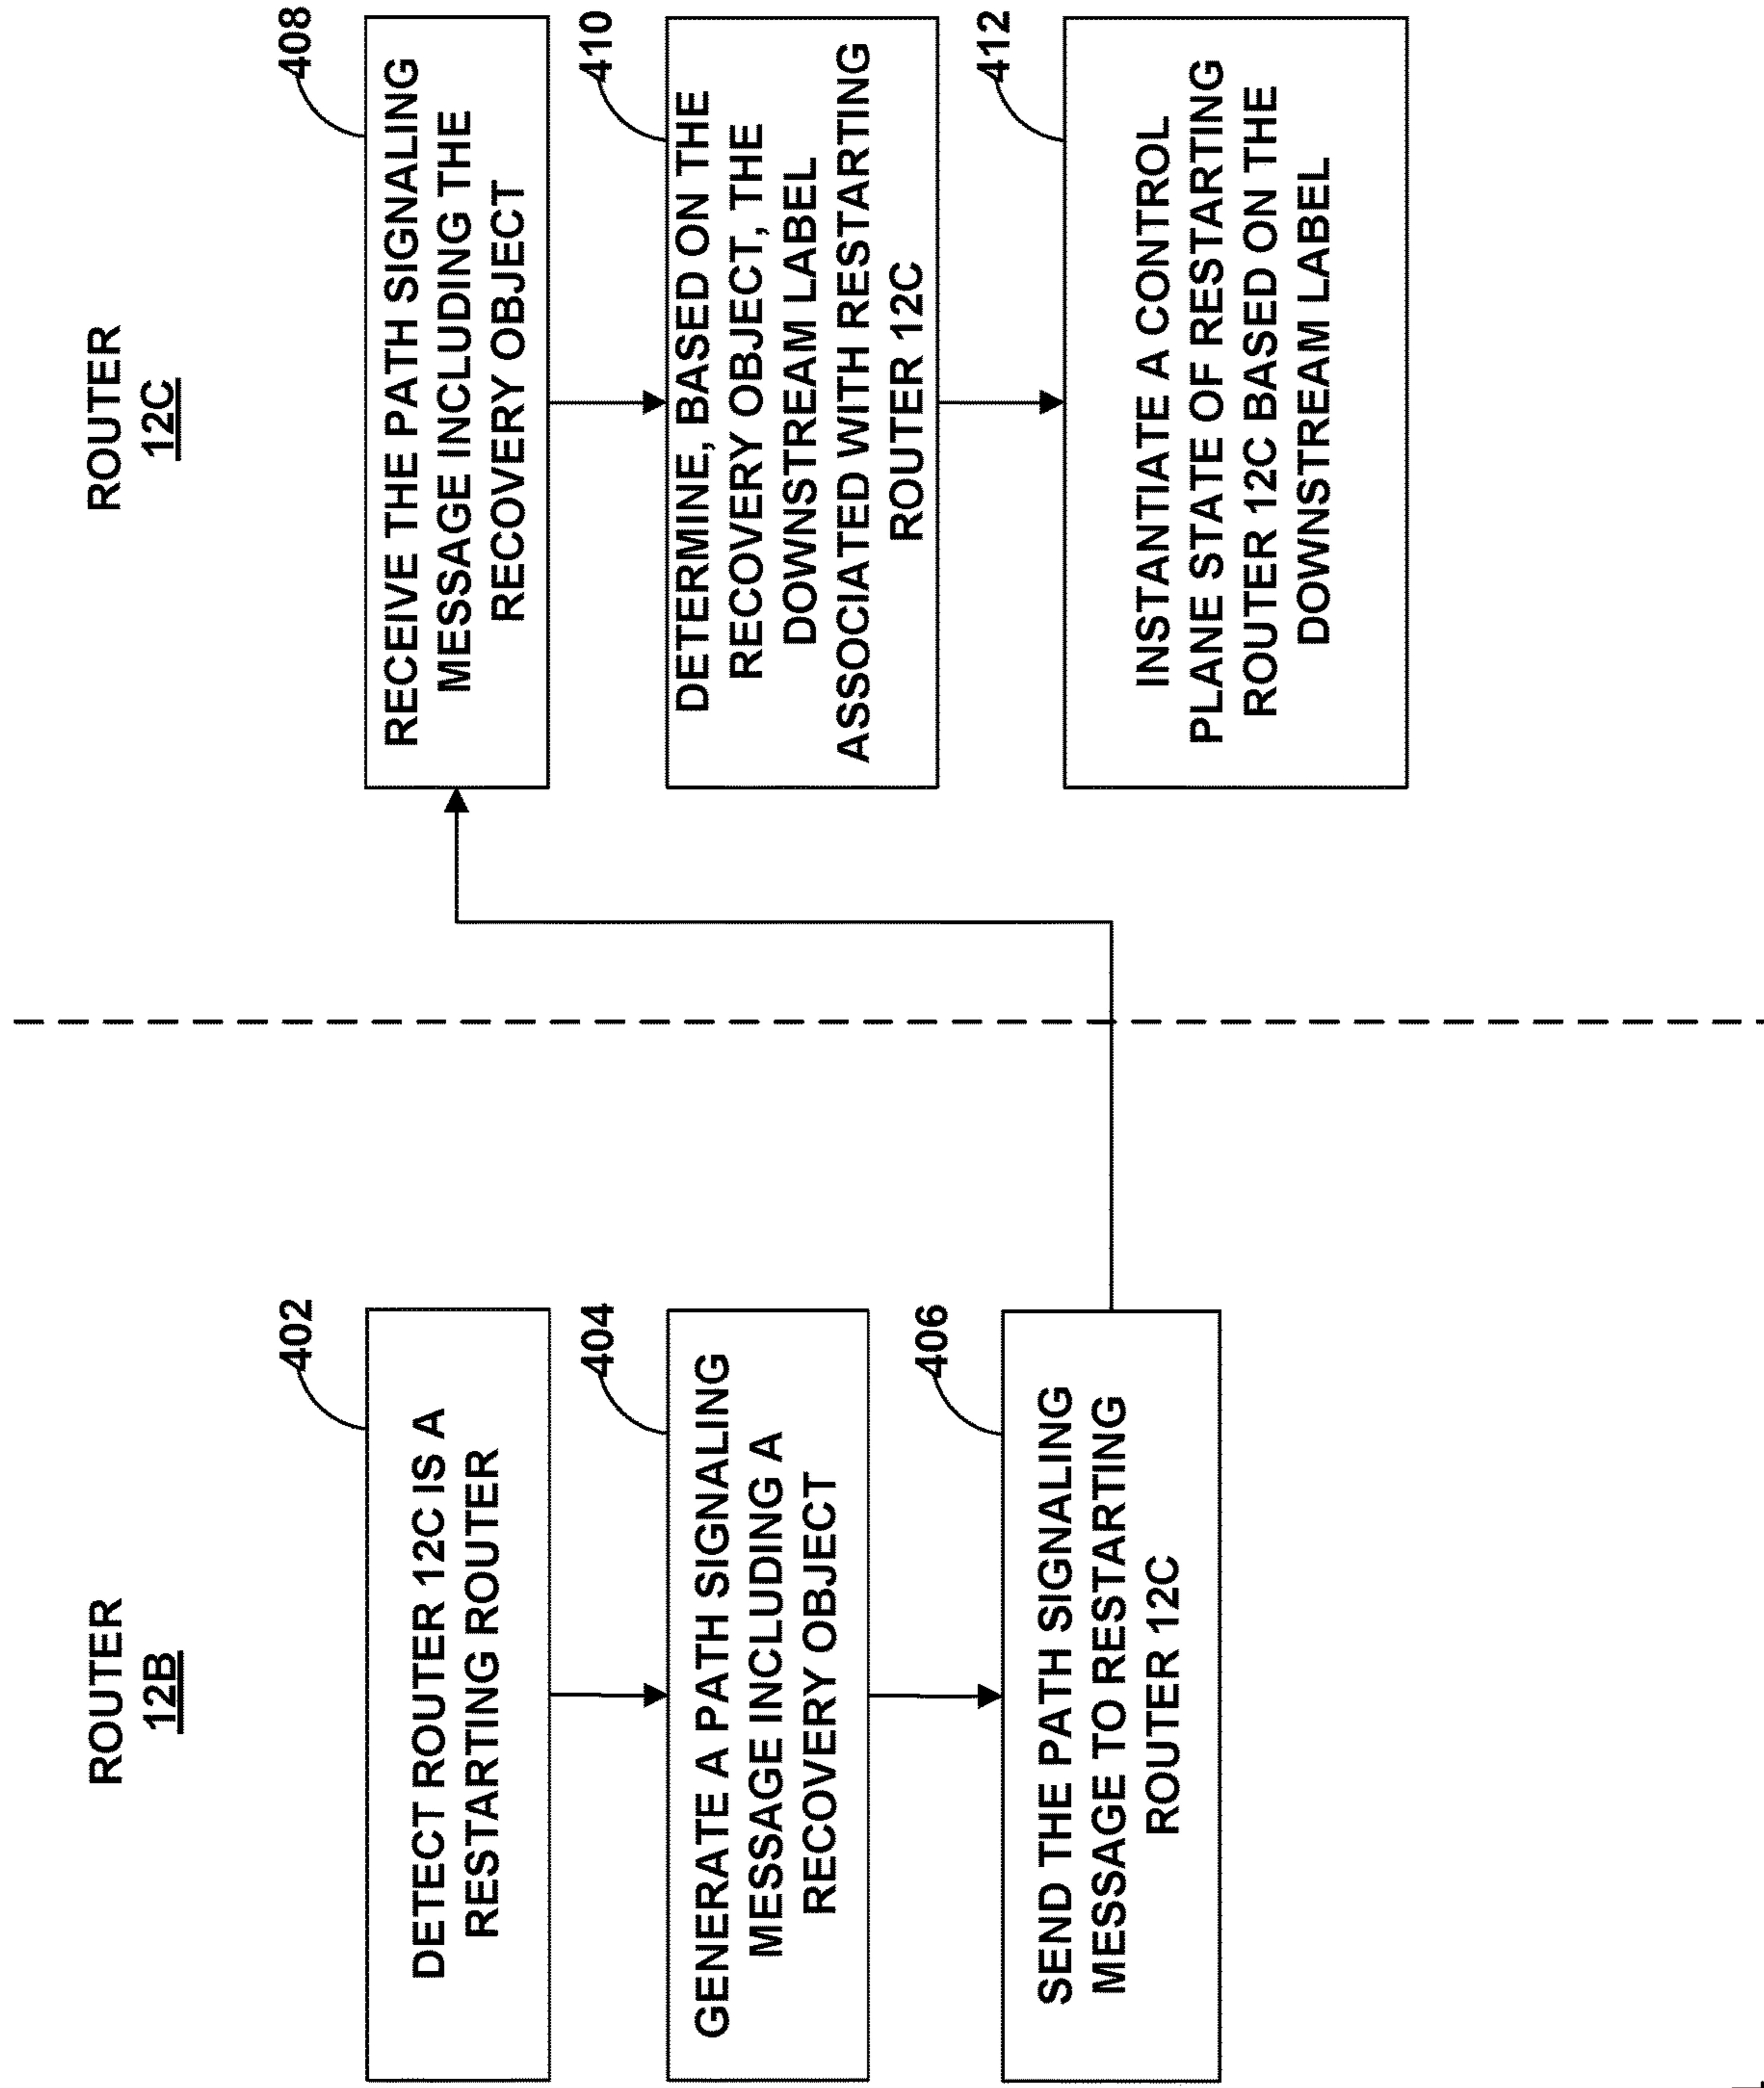 ROUTER
12B
402
DETECT ROUTER 12C IS A
RESTARTING ROUTER
404
GENERATE A PATH SIGNALING
MESSAGE INCLUDING A
RECOVERY OBJECT
406
SEND THE PATH SIGNALING
MESSAGE TO RESTARTING
ROUTER 12C
ROUTER
12C
408
RECEIVE THE PATH SIGNALING
MESSAGE INCLUDING THE
RECOVERY OBJECT
410
DETERMINE, BASED ON THE
RECOVERY OBJECT, THE
DOWNSTREAM LABEL
ASSOCIATED WITH RESTARTING
ROUTER 12C
412
INSTANTIATE A CONTROL
PLANE STATE OF RESTARTING
ROUTER 12C BASED ON THE
DOWNSTREAM LABEL